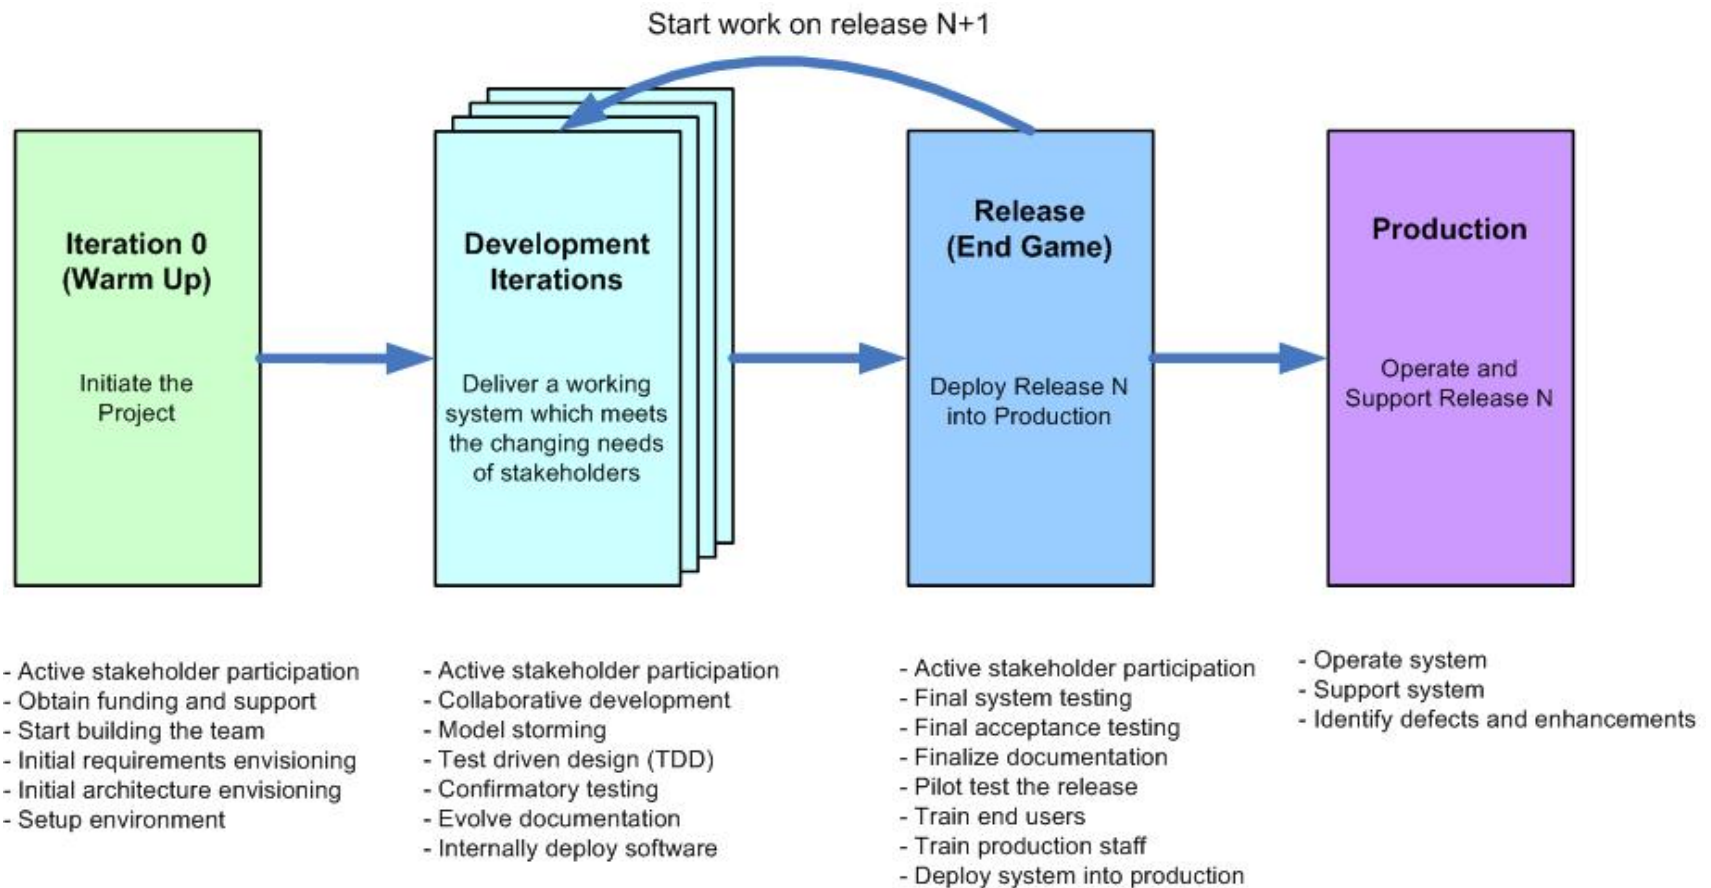 Start work on release N+1
Iteration 0
(Warm Up)
Initiate the
Project
Development
Iterations
Deliver a working
system which meets
the changing needs
of stakeholders
Release
(End Game)
Deploy Release N
into Production
Production
Operate and
Support Release N
- Active stakeholder participation
- Obtain funding and support
- Start building the team
- Initial requirements envisioning
- Initial architecture envisioning
- Setup environment
- Active stakeholder participation
- Collaborative development
- Model storming
- Test driven design (TDD)
- Confirmatory testing
- Evolve documentation
- Internally deploy software
- Active stakeholder participation
- Final system testing
- Final acceptance testing
- Finalize documentation
- Pilot test the release
- Train end users
- Train production staff
- Deploy system into production
- Operate system
- Support system
- Identify defects and enhancements